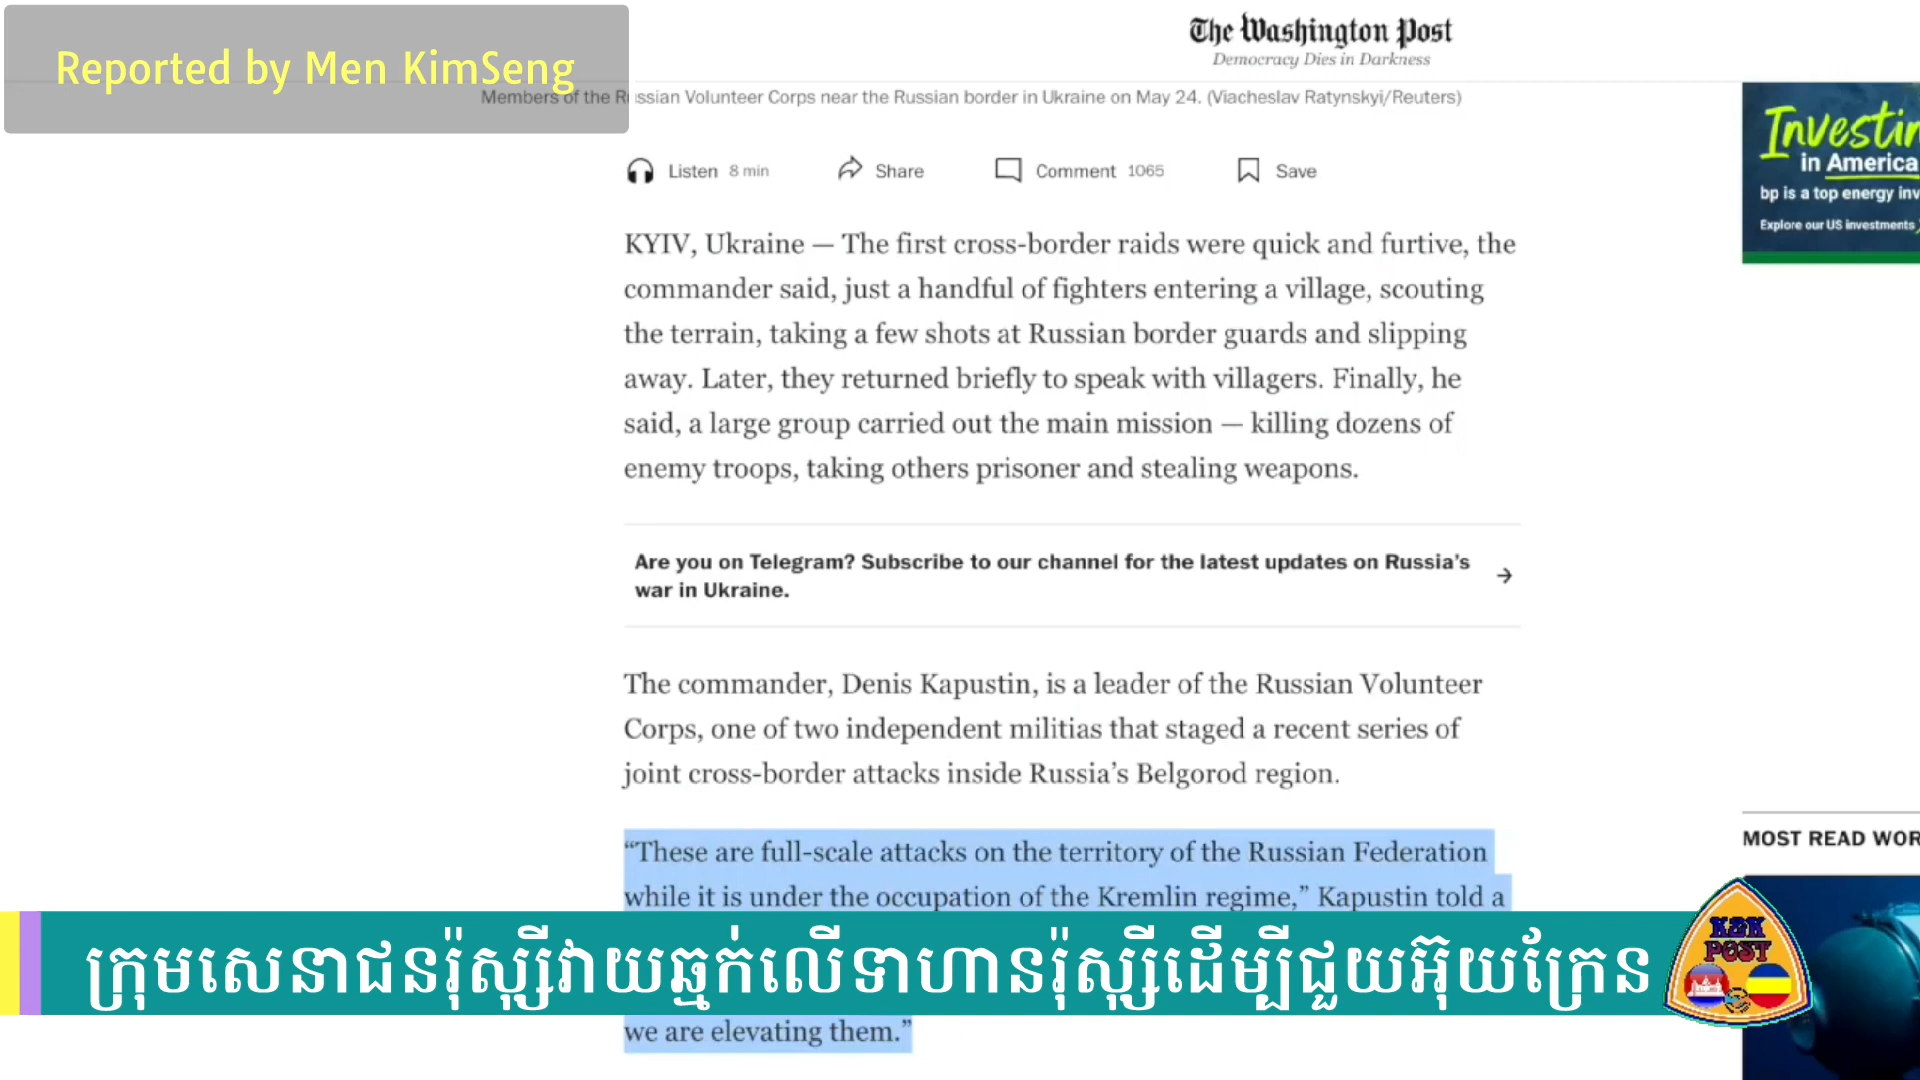 Reported by Men KimSeng
The Washington Post
Democracy Dies in Darkness
Members of the Russian Volunteer Corps near the Russian border in Ukraine on May 24. (Viacheslav Ratynskyi/Reuters)
Listen 8 min Share Comment 1065 Save
Investin
in America
bp is a top energy inv
Explore our US investments
KYIV, Ukraine — The first cross-border raids were quick and furtive, the
commander said, just a handful of fighters entering a village, scouting
the terrain, taking a few shots at Russian border guards and slipping
away. Later, they returned briefly to speak with villagers. Finally, he
said, a large group carried out the main mission — killing dozens of
enemy troops, taking others prisoner and stealing weapons.
Are you on Telegram? Subscribe to our channel for the latest updates on Russia’s
war in Ukraine.
The commander, Denis Kapustin, is a leader of the Russian Volunteer
Corps, one of two independent militias that staged a recent series of
joint cross-border attacks inside Russia’s Belgorod region.
MOST READ WOR
“These are full-scale attacks on the territory of the Russian Federation
while it is under the occupation of the Kremlin regime,” Kapustin told a
ក្រុមសេនាជនរ៉ុស្ស៊ីវាយឆ្មក់លើទាហានរ៉ុស្ស៊ីដើម្បីជួយអ៊ុយក្រែន
K&K
POST
we are elevating them.”